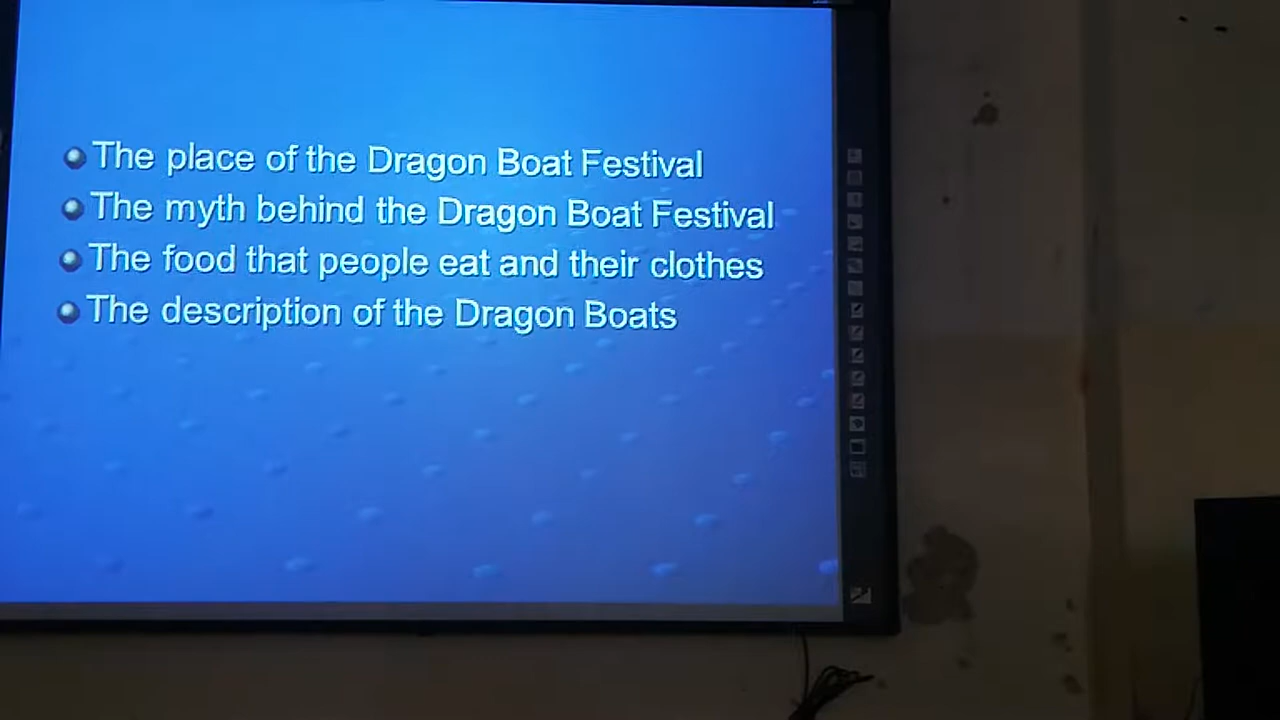 The place of the Dragon Boat Festival
The myth behind the Dragon Boat Festival
The food that people eat and their clothes
The description of the Dragon Boats